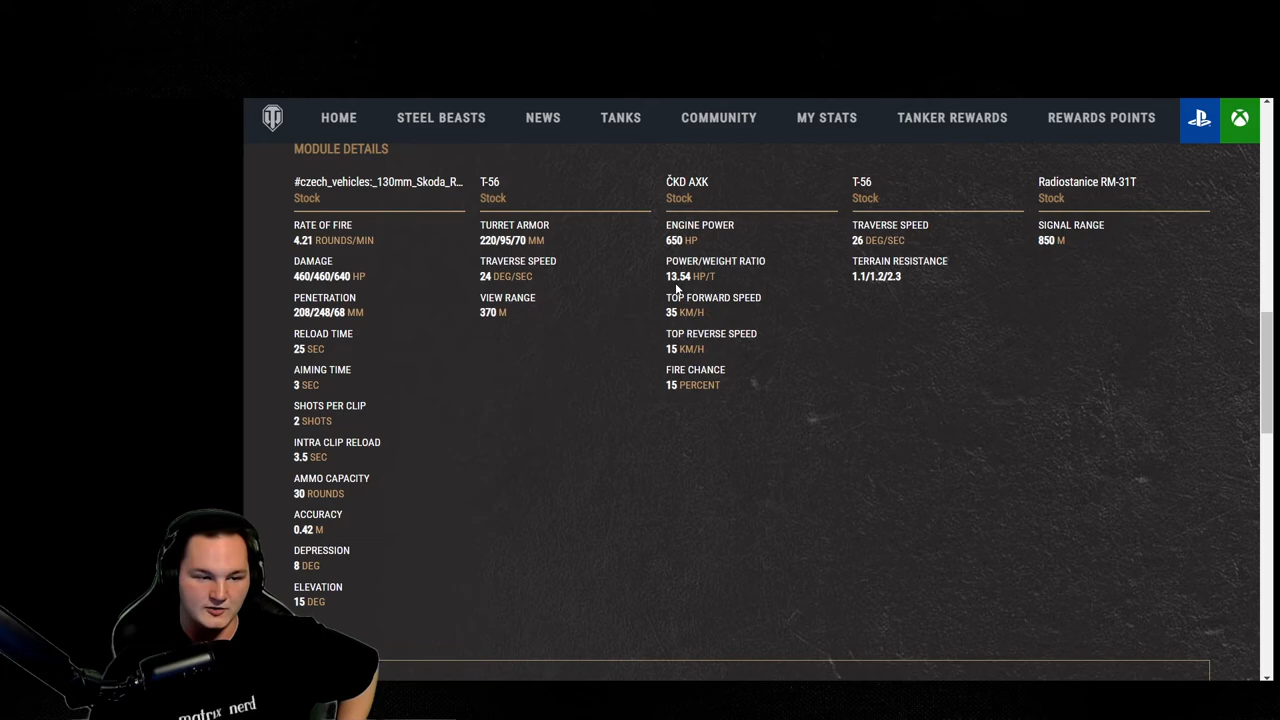 HOME STEEL BEASTS NEWS TANKS COMMUNITY MY STATS TANKER REWARDS REWARDS POINTS
MODULE DETAILS
#czech_vehicles:_130mm_Skoda_R...
Stock
RATE OF FIRE
4.21 ROUNDS/MIN
DAMAGE
460/460/640 HP
PENETRATION
208/248/68 MM
RELOAD TIME
25 SEC
AIMING TIME
3 SEC
SHOTS PER CLIP
2 SHOTS
INTRA CLIP RELOAD
3.5 SEC
AMMO CAPACITY
30 ROUNDS
ACCURACY
0.42 M
DEPRESSION
8 DEG
ELEVATION
15 DEG
T-56
Stock
TURRET ARMOR
220/95/70 MM
TRAVERSE SPEED
24 DEG/SEC
VIEW RANGE
370 M
ČKD AXK
Stock
ENGINE POWER
650 HP
POWER/WEIGHT RATIO
13.54 HP/T
TOP FORWARD SPEED
35 KM/H
TOP REVERSE SPEED
15 KM/H
FIRE CHANCE
15 PERCENT
T-56
Stock
TRAVERSE SPEED
26 DEG/SEC
TERRAIN RESISTANCE
1.1/1.2/2.3
Radiostanice RM-31T
Stock
SIGNAL RANGE
850 M
matrix nerd